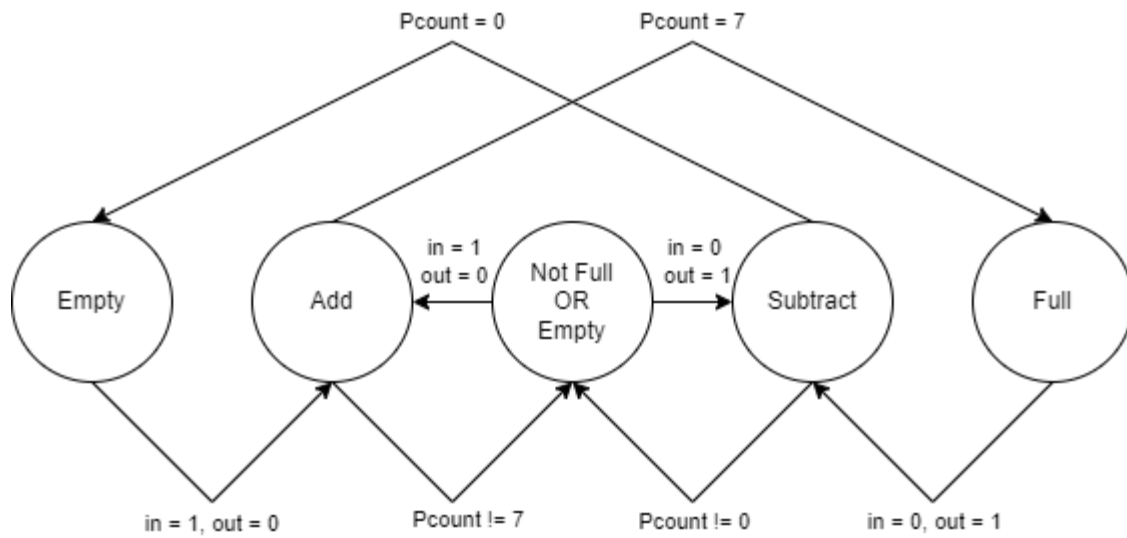 Pcount = 0
Pcount = 7
Empty
Add
in = 1
out = 0
Not Full
OR
Empty
in = 0
out = 1
Subtract
Full
in = 1, out = 0
Pcount != 7
Pcount != 0
in = 0, out = 1